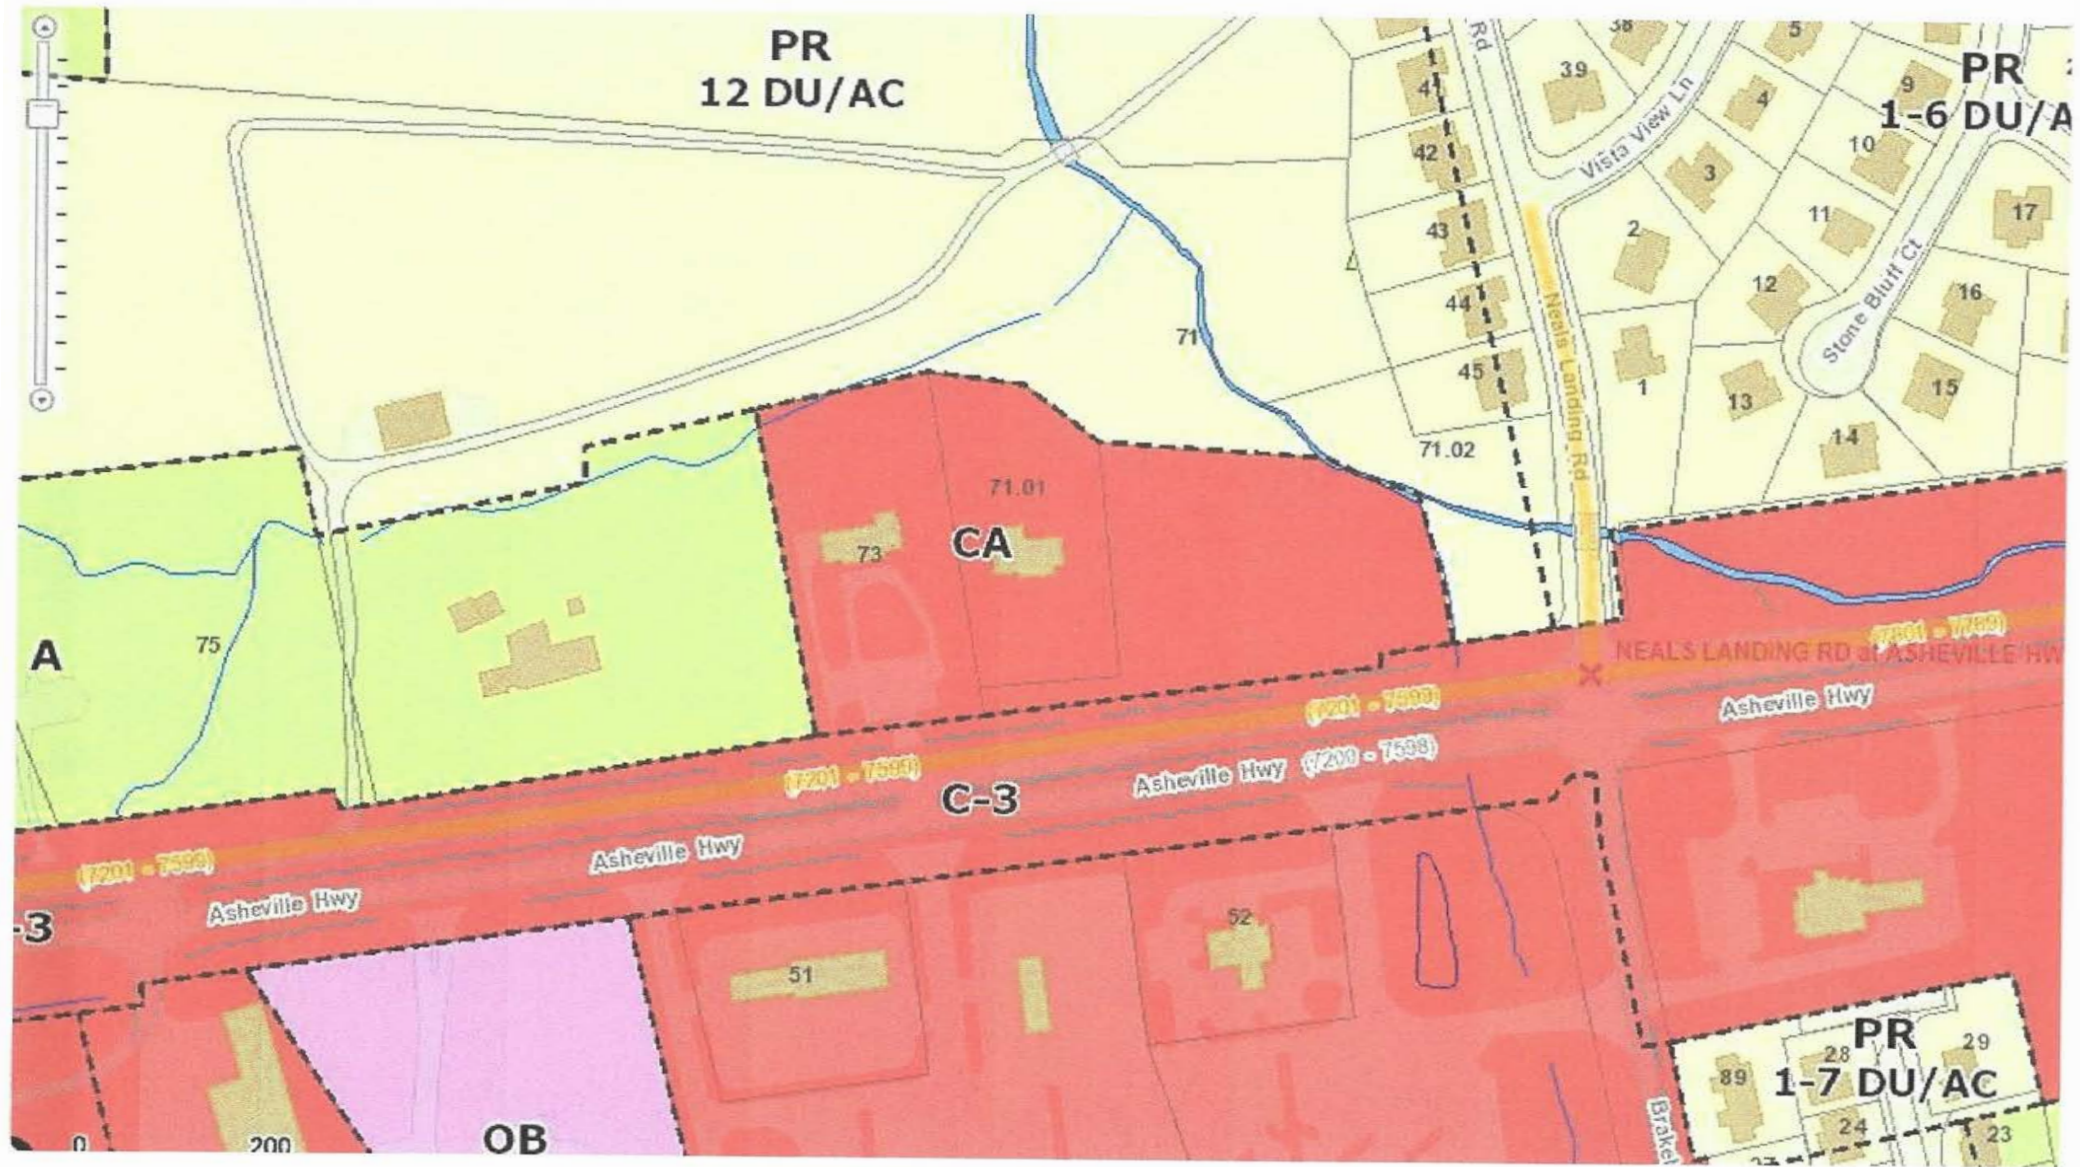 PR
12 DU/AC
Rd
38
5
39
9
PR
41
4
1-6 DU/A
Vista View Ln
10
42
3
17
11
43
2
Stone Bluff Ct
12
16
44
Neals Landing Rd
71
45
1
13
15
14
71.02
71.01
CA
73
75
A
(7801 - 7789)
NEALS LANDING RD at ASHEVILLE HW
(7201 - 7599)
Asheville Hwy
(7201 - 7599)
Asheville Hwy (7200 - 7598)
C-3
(7201 - 7599)
Asheville Hwy
Asheville Hwy
-3
52
51
PR
29
28
89
1-7 DU/AC
24
23
Brakel
0
200
OB